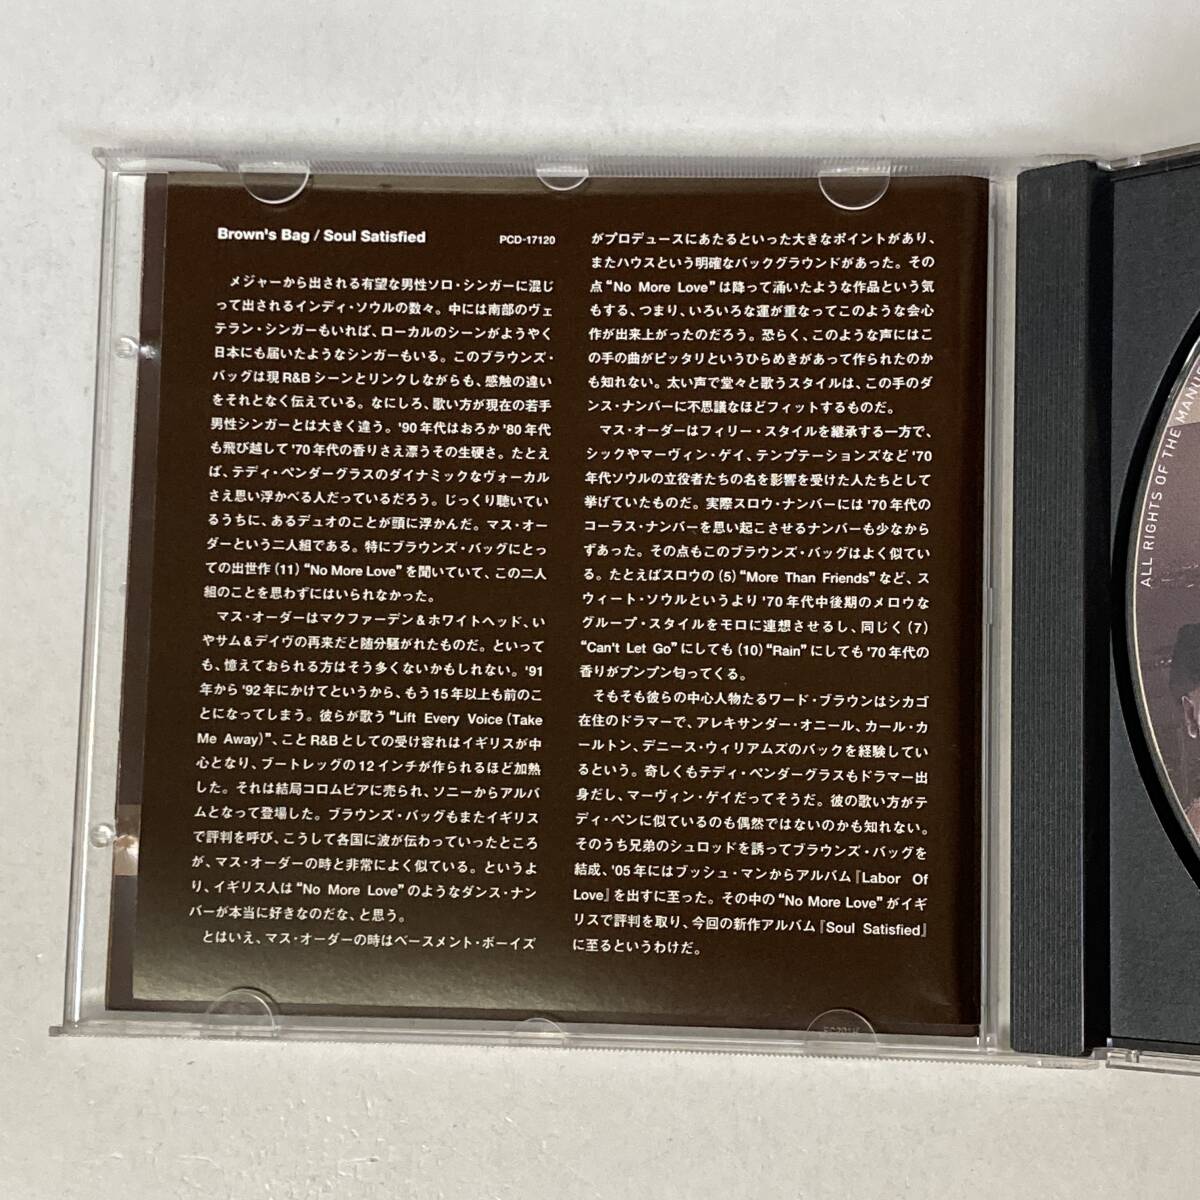 Brown's Bag / Soul Satisfied PCD-17120
メジャーから出される有望な男性ソロ・シンガーに混じ
って出されるインディ・ソウルの数々。中には南部のヴェ
テラン・シンガーもいれば、ローカルのシーンがようやく
日本にも届いたようなシンガーもいる。このブラウンズ・
バッグは現R&Bシーンとリンクしながらも、感触の違い
をそれとなく伝えている。なにしろ、歌い方が現在の若手
男性シンガーとは大きく違う。'90年代はおろか'80年代
も飛び越して'70年代の香りさえ漂うその生硬さ。たとえ
ば、テディ・ペンダーグラスのダイナミックなヴォーカル
さえ思い浮かべる人だっているだろう。じっくり聴いてい
るうちに、あるデュオのことが頭に浮かんだ。マス・オー
ダーという二人組である。特にブラウンズ・バッグにとっ
ての出世作(11)“No More Love”を聞いていて、この二人
組のことを思わずにはいられなかった。
マス・オーダーはマクファーデン&ホワイトヘッド、い
やサム&デイヴの再来だと随分騒がれたものだ。といって
も、憶えておられる方はそう多くないかもしれない。'91
年から'92年にかけてというから、もう15年以上も前のこ
とになってしまう。彼らが歌う“Lift Every Voice (Take
Me Away)”、ことR&Bとしての受け容れはイギリスが中
心となり、ブートレッグの12インチが作られるほど加熱
した。それは結局コロムビアに売られ、ソニーからアルバ
ムとなって登場した。ブラウンズ・バッグもまたイギリス
で評判を呼び、こうして各国に波が伝わっていったところ
が、マス・オーダーの時と非常によく似ている。というよ
り、イギリス人は“No More Love”のようなダンス・ナン
バーが本当に好きなのだな、と思う。
とはいえ、マス・オーダーの時はベースメント・ボーイズ
がプロデュースにあたるといった大きなポイントがあり、
またハウスという明確なバックグラウンドがあった。その
点“No More Love”は降って涌いたような作品という気
もする、つまり、いろいろな運が重なってこのような会心
作が出来上がったのだろう。恐らく、このような声にはこ
の手の曲がピッタリというひらめきがあって作られたのか
も知れない。太い声で堂々と歌うスタイルは、この手のダ
ンス・ナンバーに不思議なほどフィットするものだ。
マス・オーダーはフィリー・スタイルを継承する一方で、
シックやマーヴィン・ゲイ、テンプテーションズなど'70
年代ソウルの立役者たちの名を影響を受けた人たちとして
挙げていたものだ。実際スロウ・ナンバーには'70年代の
コーラス・ナンバーを思い起こさせるナンバーも少なから
ずあった。その点もこのブラウンズ・バッグはよく似てい
る。たとえばスロウの(5)“More Than Friends”など、ス
ウィート・ソウルというより'70年代中後期のメロウな
グループ・スタイルをモロに連想させるし、同じく(7)
“Can't Let Go”にしても(10)“Rain”にしても'70年代の
香りがプンプン匂ってくる。
そもそも彼らの中心人物たるワード・ブラウンはシカゴ
在住のドラマーで、アレキサンダー・オニール、カール・カ
ールトン、デニース・ウィリアムズのバックを経験してい
るという。奇しくもテディ・ペンダーグラスもドラマー出
身だし、マーヴィン・ゲイだってそうだ。彼の歌い方がテ
ディ・ペンに似ているのも偶然ではないのかも知れない。
そのうち兄弟のシュロッドを誘ってブラウンズ・バッグを
結成、'05年にはブッシュ・マンからアルバム『Labor Of
Love』を出すに至った。その中の“No More Love”がイギ
リスで評判を取り、今回の新作アルバム『Soul Satisfied』
に至るというわけだ。
ALL RIGHTS OF THE